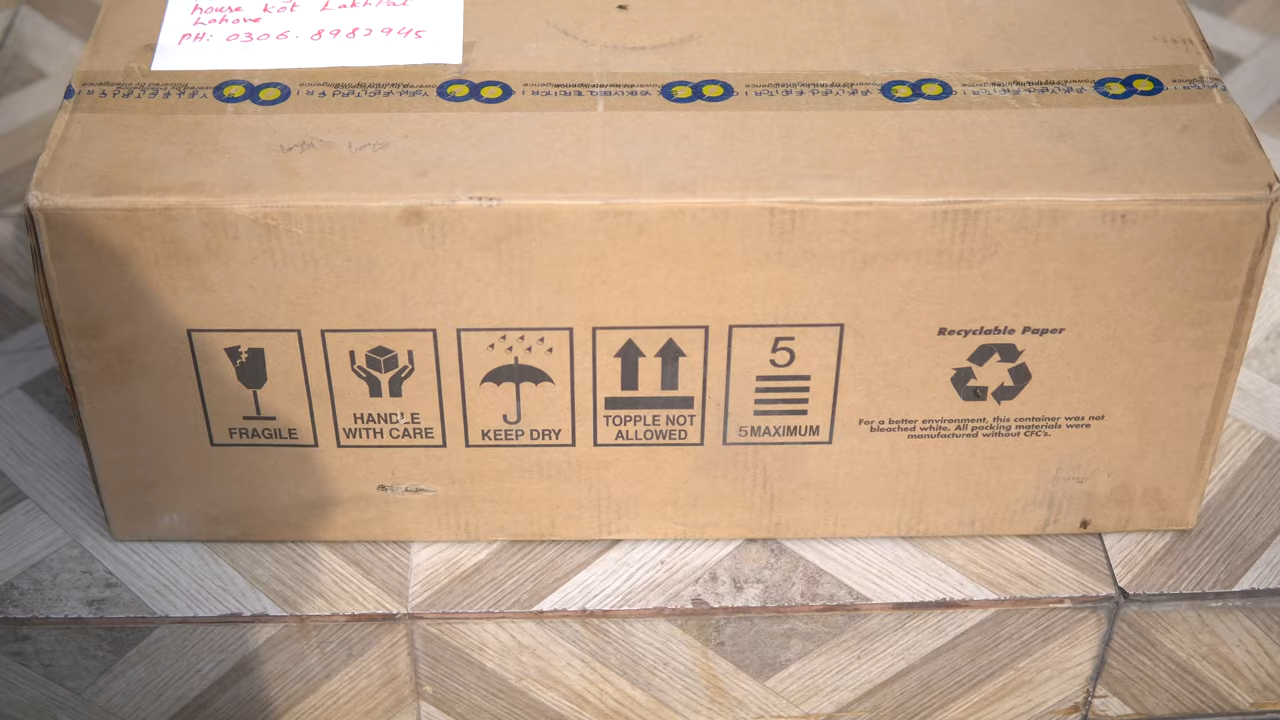 house Kot Lakhpat
Lahore
PH: 0306. 8982945
FRAGILE
HANDLE
WITH CARE
KEEP DRY
TOPPLE NOT
ALLOWED
5
5 MAXIMUM
Recyclable Paper
For a better environment, this container was not
bleached white. All packing materials were
manufactured without CFC's.